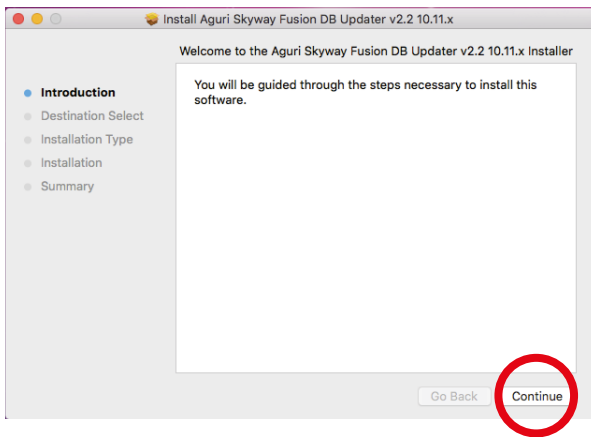 Install Aguri Skyway Fusion DB Updater v2.2 10.11.x
Welcome to the Aguri Skyway Fusion DB Updater v2.2 10.11.x Installer
Introduction
Destination Select
Installation Type
Installation
Summary
You will be guided through the steps necessary to install this
software.
Go Back
Continue